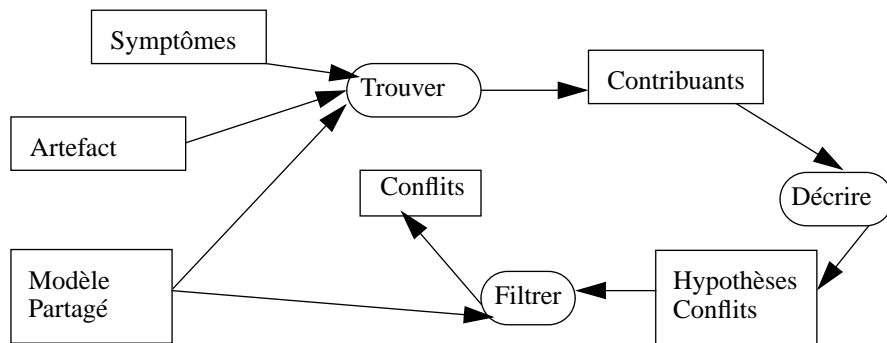 Symptômes
Trouver
Contribuants
Artefact
Conflits
Décrire
Modèle
Partagé
Filtrer
Hypothèses
Conflits